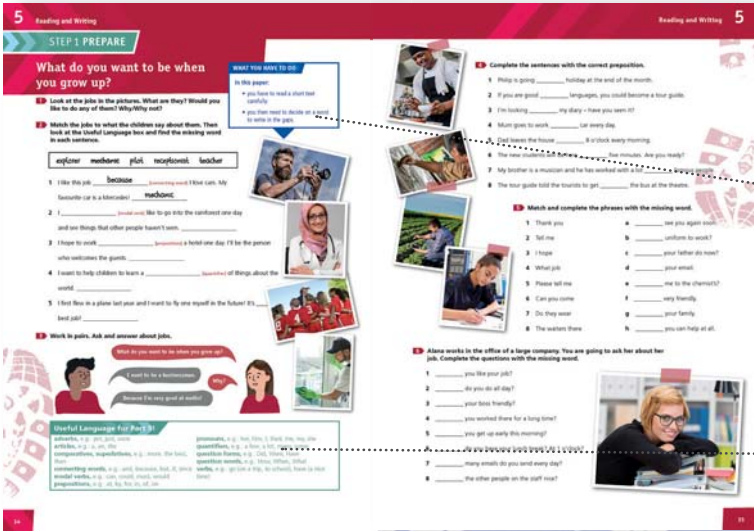 5 Reading and Writing
STEP 1 PREPARE
What do you want to be when
you grow up?
1 Look at the jobs in the pictures. What are they? Would you
like to do any of them? Why/Why not?
2 Match the jobs to what the children say about them. Then
look at the Useful Language box and find the missing word
in each sentence.
explorer mechanic pilot receptionist teacher
1 I like this job because (connecting word) I love cars. My
favourite car is a Mercedes! mechanic
2 I (modal verb) like to go into the rainforest one day
and see things that other people haven't seen.
3 I hope to work (preposition) a hotel one day. I'll be the person
who welcomes the guests.
4 I want to help children to learn a (quantifier) of things about the
world.
5 I first flew in a plane last year and I want to fly one myself in the future! It's
best job!
3 Work in pairs. Ask and answer about jobs.
What do you want to be when you grow up?
I want to be a businessman.
Why?
Because I'm very good at maths!
Useful Language for Part 5!
adverbs, e.g.
articles, e.g. a, an, the
comparatives, superlatives, e.g. more, the best,
than
connecting words, e.g. and, because, but, if, since
modal verbs, e.g. can, could, must, would
prepositions, e.g. at, by, for, in, of, on
pronouns, e.g. her, him, I, me, my, she
quantifiers, e.g. a few, a lot, many, some
question forms, e.g. Did, Were, Have
question words, e.g. How, When, What
verbs, e.g. go (on a trip, to school), have (a nice
time)
34
WHAT YOU HAVE TO DO
In this paper:
• you have to read a short text
carefully
• you then need to decide on a word
to write in the gaps.
Reading and Writing 5
4 Complete the sentences with the correct preposition.
1 Philip is going holiday at the end of the month.
2 If you are good languages, you could become a tour guide.
3 I'm looking my diary – have you seen it?
4 Mum goes to work car every day.
5 Dad leaves the house 8 o'clock every morning.
6 The new students will five minutes. Are you ready?
7 My brother is a musician and he has worked with a lot people.
8 The tour guide told the tourists to get the bus at the theatre.
5 Match and complete the phrases with the missing word.
1 Thank you
2 Tell me
3 I hope
4 What job
5 Please tell me
6 Can you come
7 Do they wear
8 The waiters there
a see you again soon.
b uniform to work?
c your father do now?
d your email.
e me to the chemist's?
f very friendly.
g your family.
h you can help at all.
6 Alana works in the office of a large company. You are going to ask her about her
job. Complete the questions with the missing word.
1 you like your job?
2 do you do all day?
3 your boss friendly?
4 you worked there for a long time?
5 you get up early this morning?
6 do you have your lunch break? At 1 o'clock?
7 many emails do you send every day?
8 the other people on the staff nice?